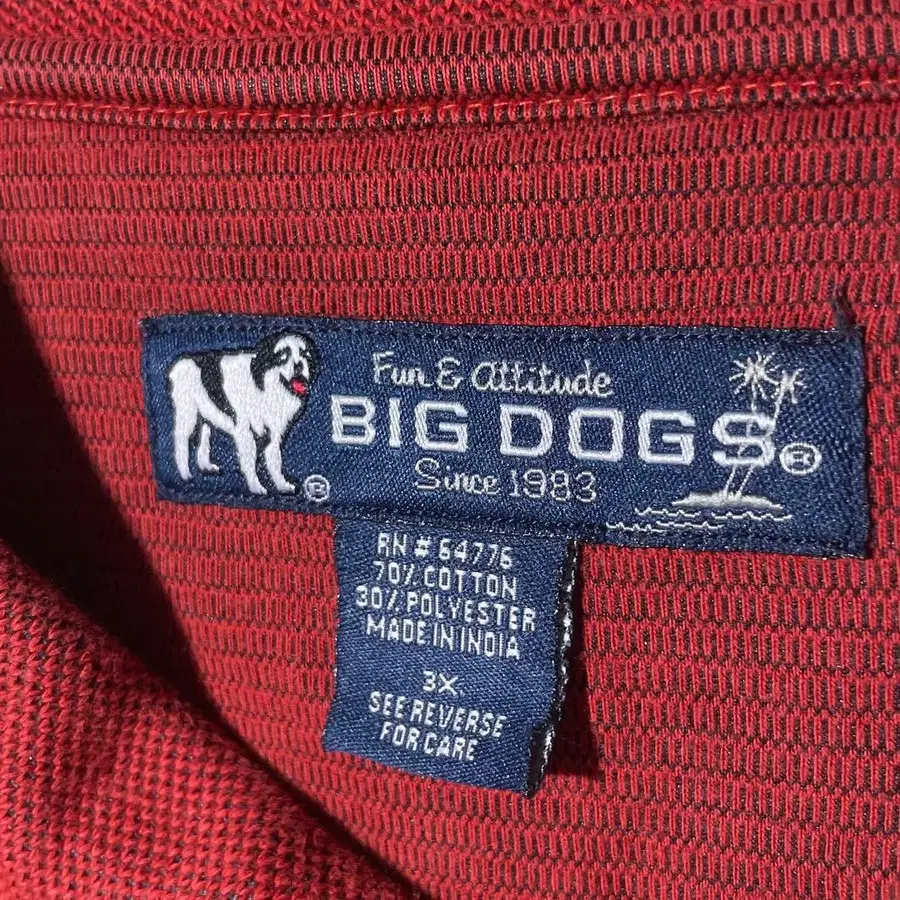 Fun & Attitude
BIG DOGS®
Since 1983
®
RN # 64776
70% COTTON
30% POLYESTER
MADE IN INDIA
3X
SEE REVERSE
FOR CARE